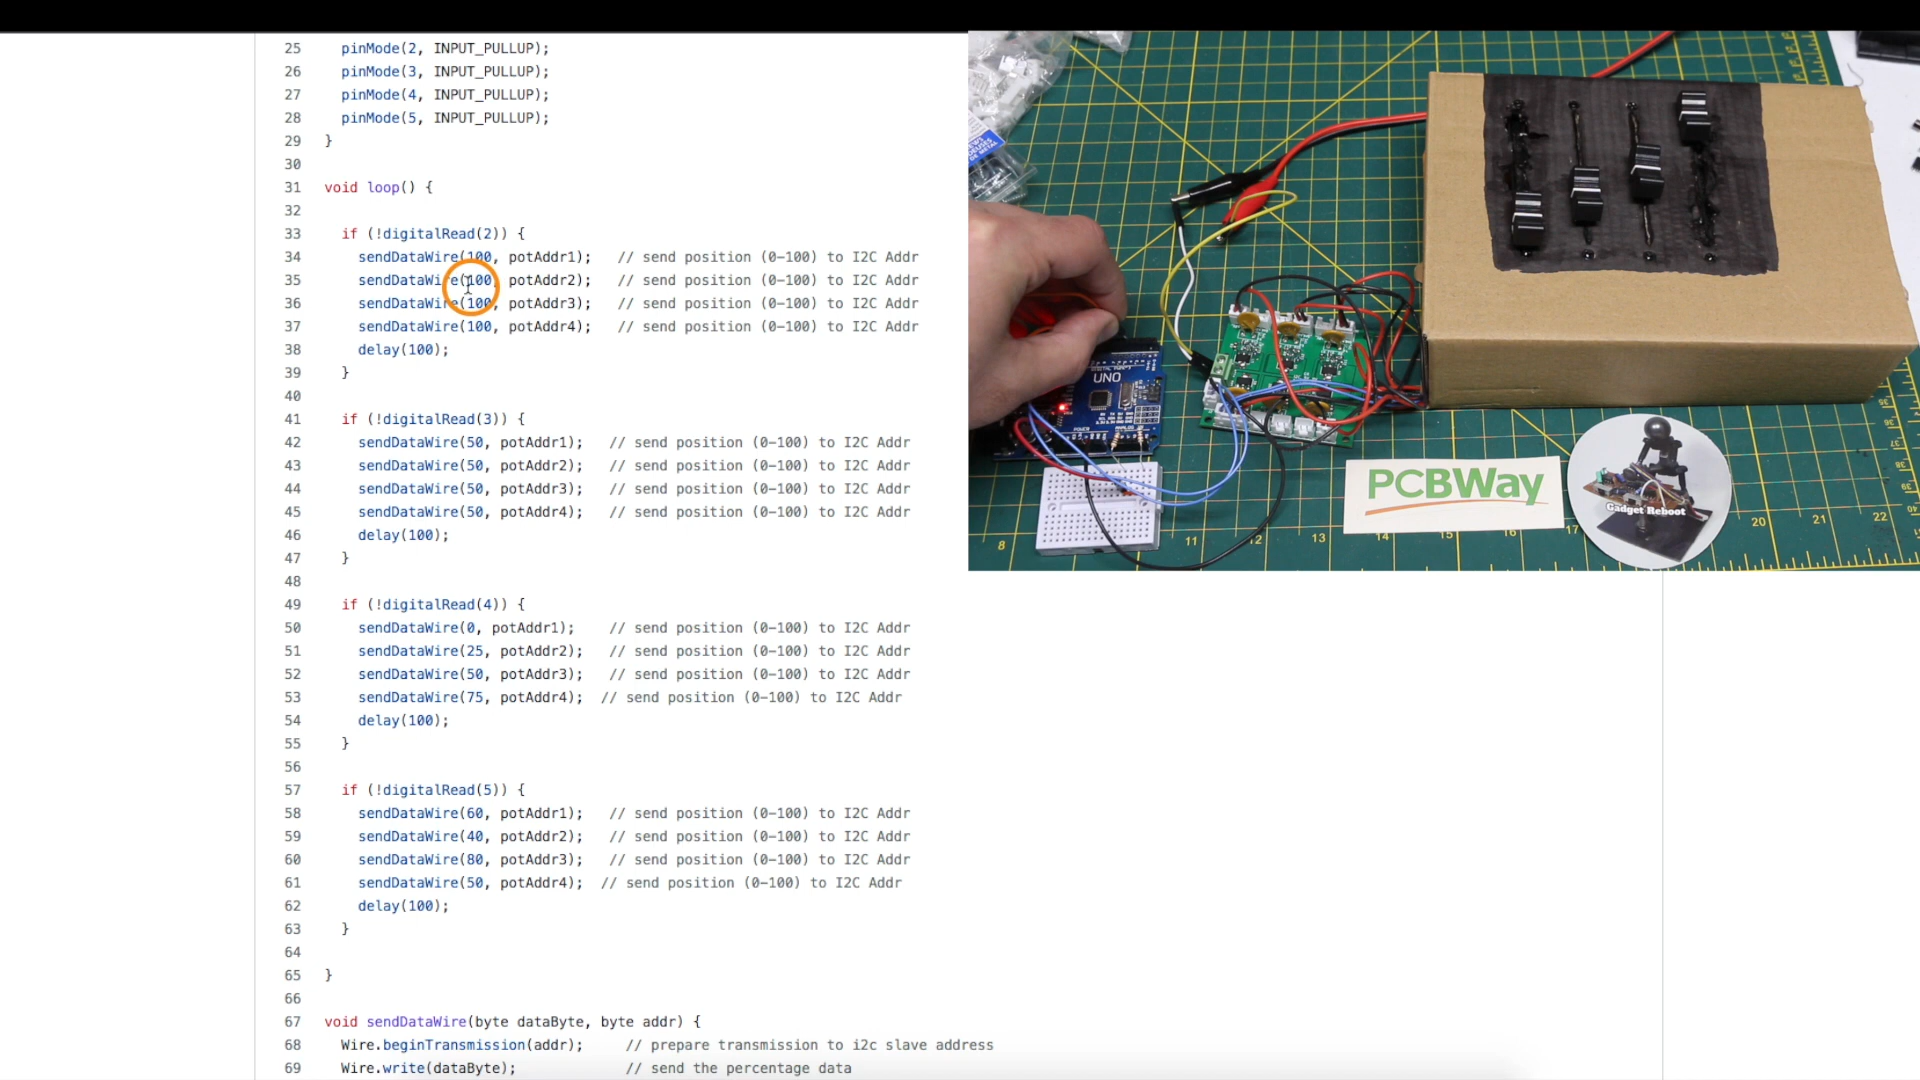 25 pinMode(2, INPUT_PULLUP);
26 pinMode(3, INPUT_PULLUP);
27 pinMode(4, INPUT_PULLUP);
28 pinMode(5, INPUT_PULLUP);
29 }
30
31 void loop() {
32
33 if (!digitalRead(2)) {
34 sendDataWire(100, potAddr1); // send position (0-100) to I2C Addr
35 sendDataWire(100, potAddr2); // send position (0-100) to I2C Addr
36 sendDataWire(100, potAddr3); // send position (0-100) to I2C Addr
37 sendDataWire(100, potAddr4); // send position (0-100) to I2C Addr
38 delay(100);
39 }
40
41 if (!digitalRead(3)) {
42 sendDataWire(50, potAddr1); // send position (0-100) to I2C Addr
43 sendDataWire(50, potAddr2); // send position (0-100) to I2C Addr
44 sendDataWire(50, potAddr3); // send position (0-100) to I2C Addr
45 sendDataWire(50, potAddr4); // send position (0-100) to I2C Addr
46 delay(100);
47 }
48
49 if (!digitalRead(4)) {
50 sendDataWire(0, potAddr1); // send position (0-100) to I2C Addr
51 sendDataWire(25, potAddr2); // send position (0-100) to I2C Addr
52 sendDataWire(50, potAddr3); // send position (0-100) to I2C Addr
53 sendDataWire(75, potAddr4); // send position (0-100) to I2C Addr
54 delay(100);
55 }
56
57 if (!digitalRead(5)) {
58 sendDataWire(60, potAddr1); // send position (0-100) to I2C Addr
59 sendDataWire(40, potAddr2); // send position (0-100) to I2C Addr
60 sendDataWire(80, potAddr3); // send position (0-100) to I2C Addr
61 sendDataWire(50, potAddr4); // send position (0-100) to I2C Addr
62 delay(100);
63 }
64
65 }
66
67 void sendDataWire(byte dataByte, byte addr) {
68 Wire.beginTransmission(addr); // prepare transmission to i2c slave address
69 Wire.write(dataByte); // send the percentage data
UNO
POWER
PCBWay
Gadget Reboot
8 11 12 13 14 15 16 17 20 21 22